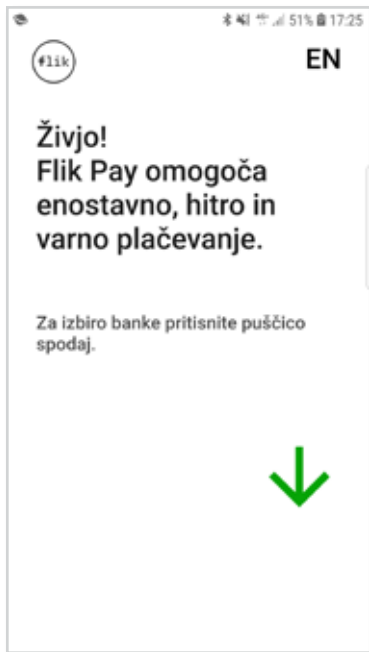 51% 17:25
flik
EN
Živjo!
Flik Pay omogoča
enostavno, hitro in
varno plačevanje.
Za izbiro banke pritisnite puščico
spodaj.